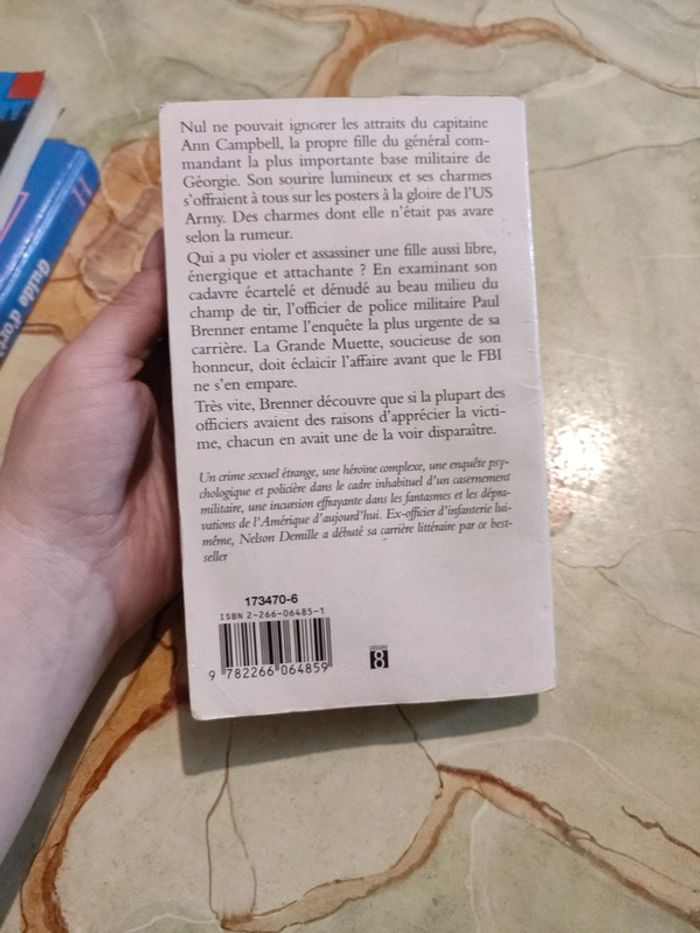 Nul ne pouvait ignorer les attraits du capitaine
Ann Campbell, la propre fille du général com-
mandant la plus importante base militaire de
Géorgie. Son sourire lumineux et ses charmes
s'offraient à tous sur les posters à la gloire de l'US
Army. Des charmes dont elle n'était pas avare
selon la rumeur.
Qui a pu violer et assassiner une fille aussi libre,
énergique et attachante ? En examinant son
cadavre écartelé et dénudé au beau milieu du
champ de tir, l'officier de police militaire Paul
Brenner entame l'enquête la plus urgente de sa
carrière. La Grande Muette, soucieuse de son
honneur, doit éclaicir l'affaire avant que le FBI
ne s'en empare.
Très vite, Brenner découvre que si la plupart des
officiers avaient des raisons d'apprécier la victi-
me, chacun en avait une de la voir disparaître.
Un crime sexuel étrange, une héroïne complexe, une enquête psy-
chologique et policière dans le cadre inhabituel d'un casernement
militaire, une incursion effrayante dans les fantasmes et les dépra-
vations de l'Amérique d'aujourd'hui. Ex-officier d'infanterie lui-
même, Nelson Demille a débuté sa carrière littéraire par ce best-
seller
173470-6
ISBN 2-266-06485-1
9 782266 064859
8
Guide d'